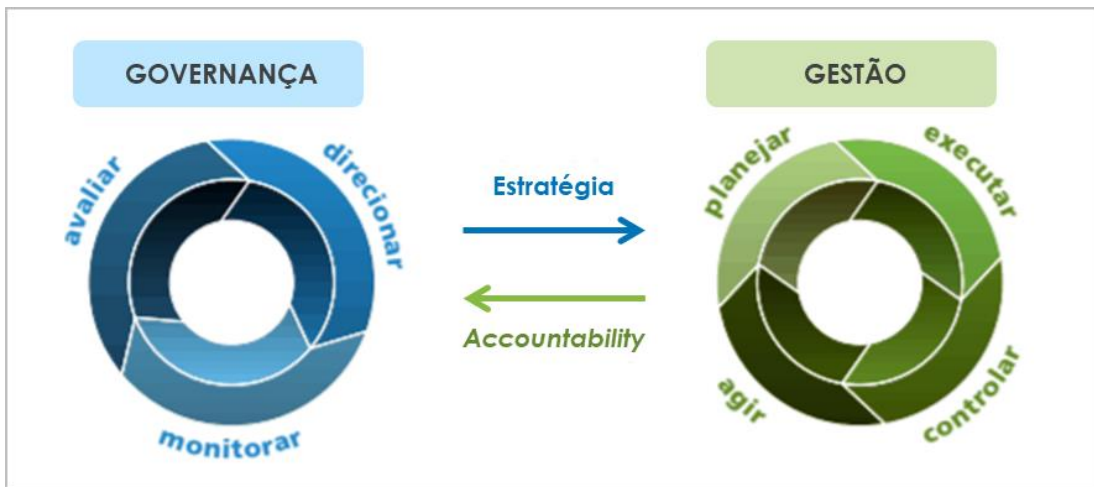 GOVERNANÇA
GESTÃO
avaliar
direcionar
monitorar
Estratégia
Accountability
planejar
executar
agir
controlar